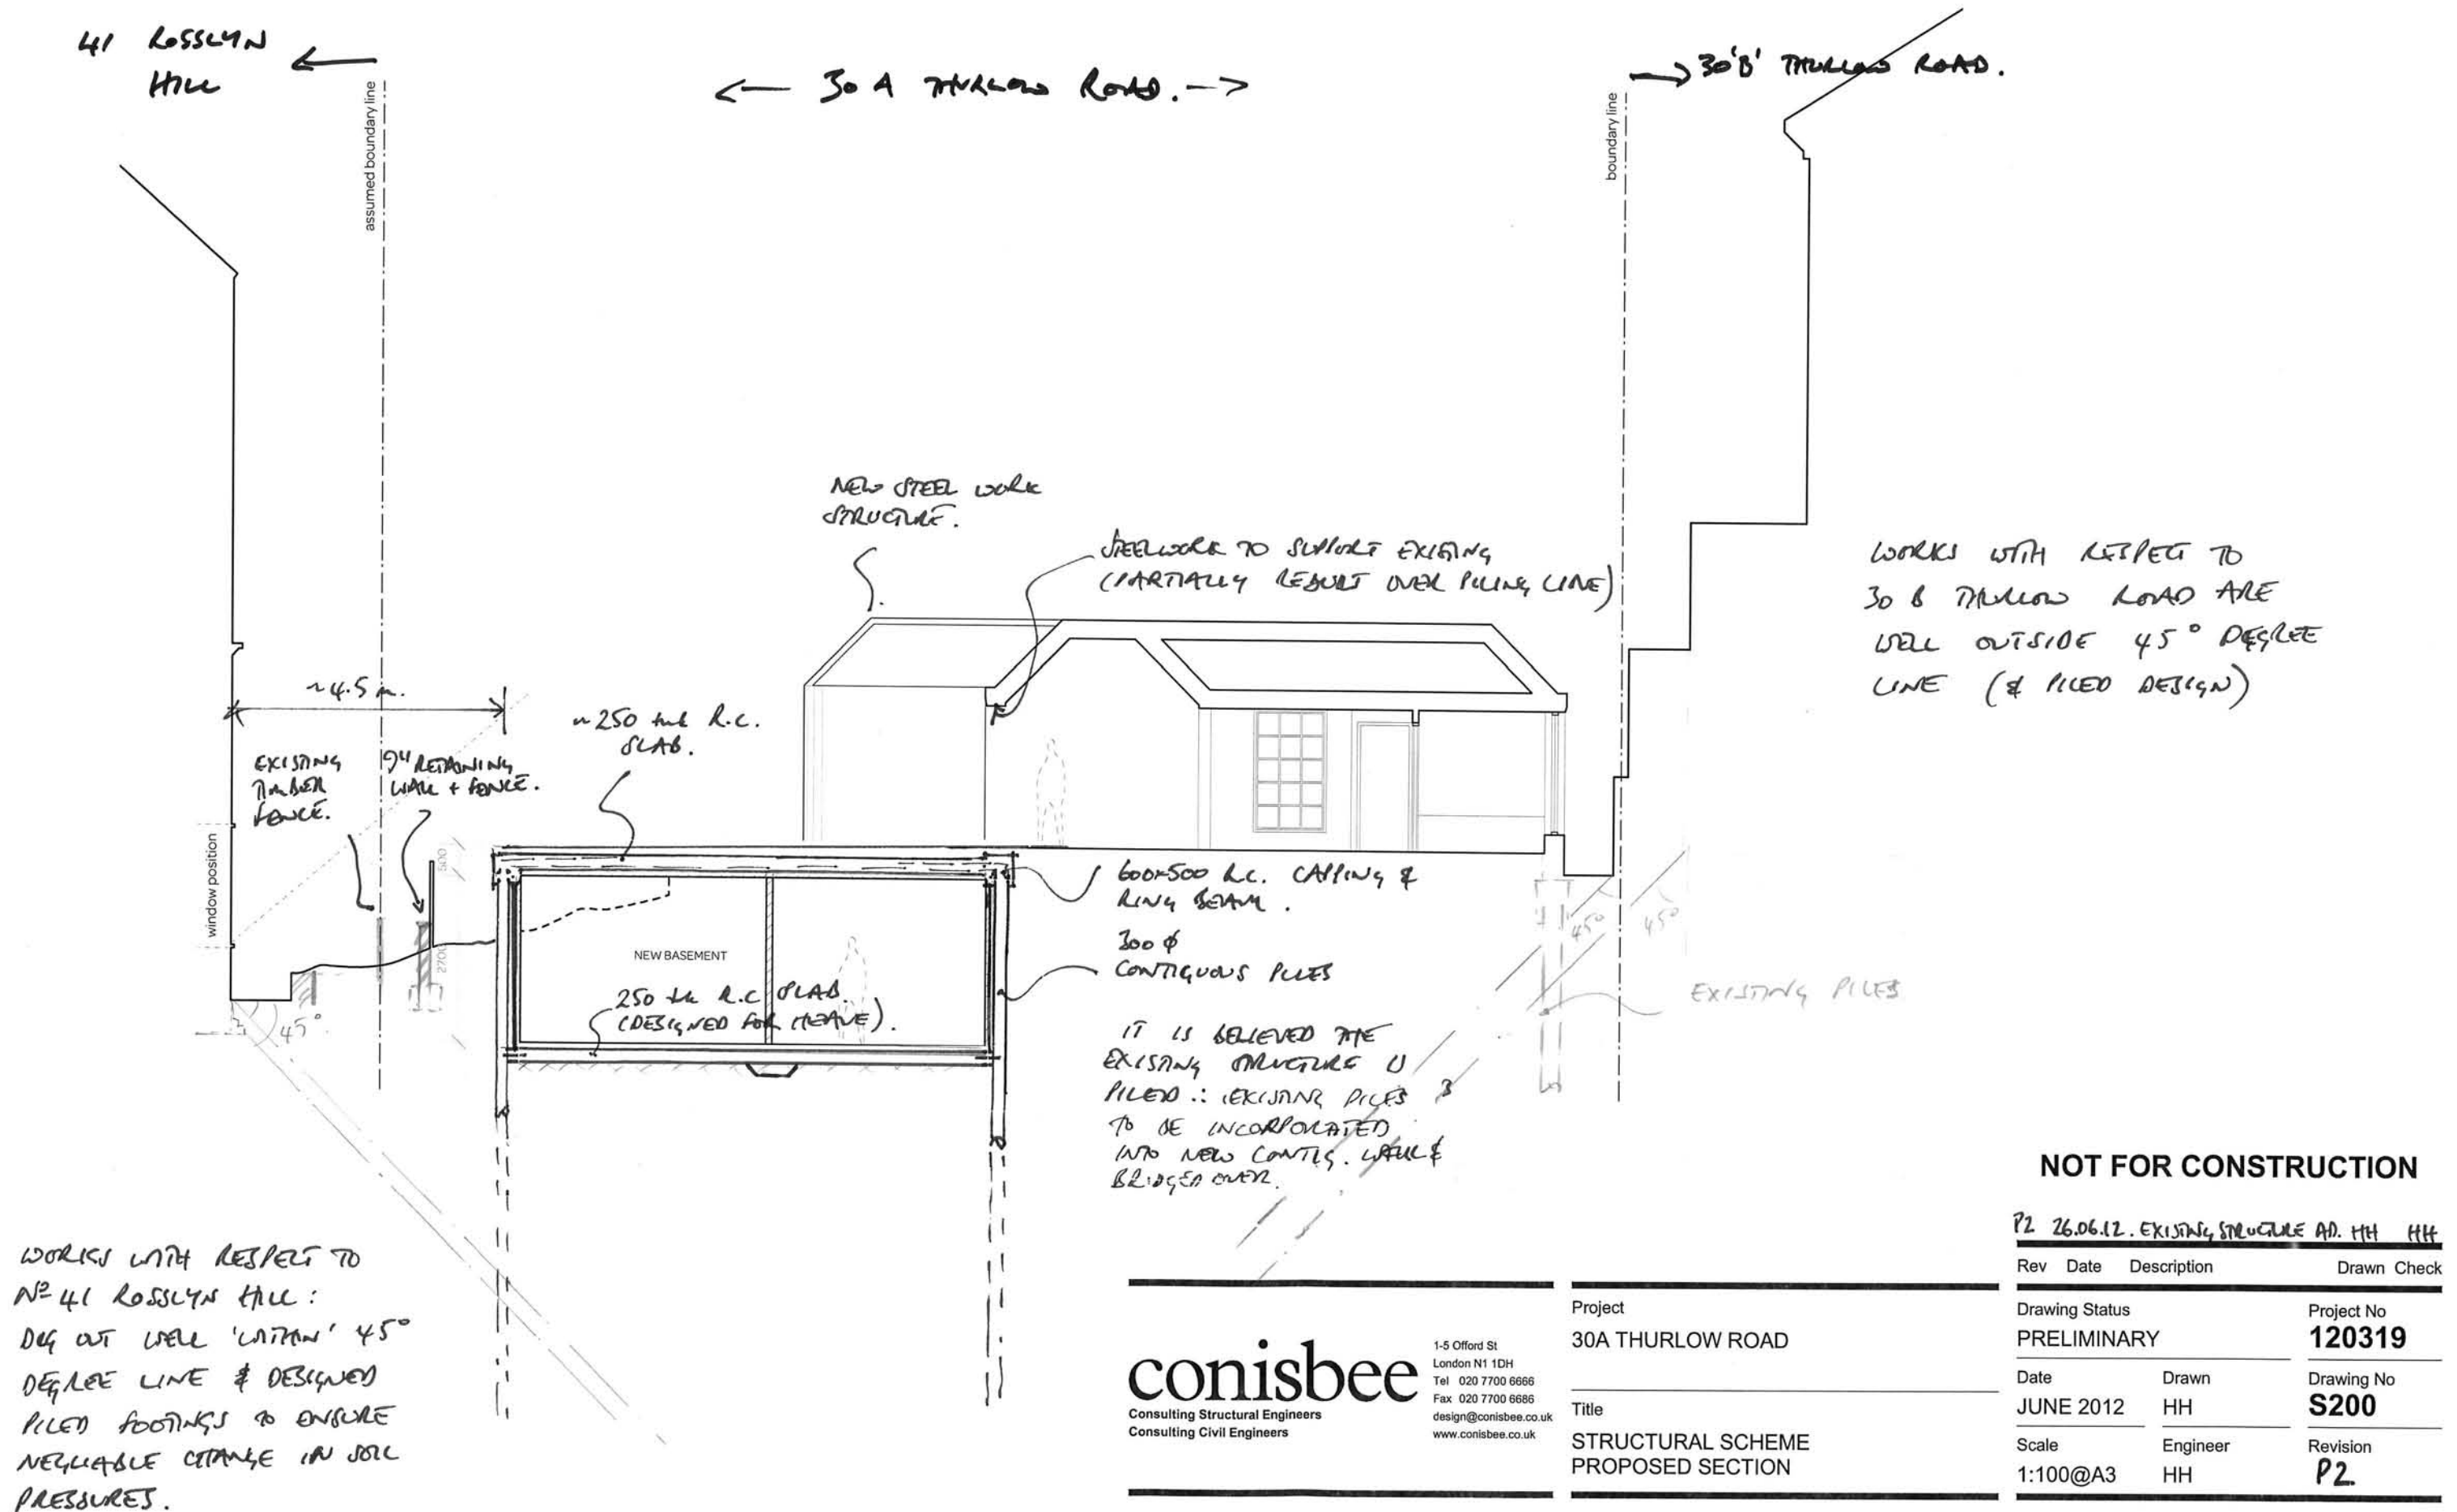 41 ROSSLYN
HILL
assumed boundary line
30 A THURLOW ROAD.
boundary line
30'B' THURLOW ROAD.
NEW STEEL WORK
STRUCTURE.
STEELWORK TO SUPPORT EXISTING
(PARTIALLY REBUILT OVER PILING LINE)
WORKS WITH RESPECT TO
30 B THURLOW ROAD ARE
WELL OUTSIDE 45° DEGREE
LINE (& PILED DESIGN)
~4.5 m.
~250 thk R.C.
SLAB.
EXISTING
TIMBER
FENCE.
9" RETAINING
WALL + FENCE.
window position
500
2700
600x500 R.C. CAPPING &
RING BEAM.
300 φ
CONTIGUOUS PILES
NEW BASEMENT
250 thk R.C SLAB.
(DESIGNED FOR HEAVE).
45°
45°
45°
EXISTING PILES
IT IS BELIEVED THE
EXISTING STRUCTURE IS
PILED ∴ EXISTING PILES
TO BE INCORPORATED
INTO NEW CONTIG. WALL &
BRIDGED OVER.
WORKS WITH RESPECT TO
Nº 41 ROSSLYN HILL:
DIG OUT WELL 'WITHIN' 45°
DEGREE LINE & DESIGNED
PILED FOOTINGS TO ENSURE
NEGLIABLE CHANGE IN SOIL
PRESSURES.
NOT FOR CONSTRUCTION
P2 26.06.12. EXISTING STRUCTURE AD. HH HH
Rev Date Description Drawn Check
conisbee
Consulting Structural Engineers
Consulting Civil Engineers
1-5 Offord St
London N1 1DH
Tel 020 7700 6666
Fax 020 7700 6686
design@conisbee.co.uk
www.conisbee.co.uk
Project
30A THURLOW ROAD
Title
STRUCTURAL SCHEME
PROPOSED SECTION
Drawing Status
PRELIMINARY
Project No
120319
Date
JUNE 2012
Drawn
HH
Drawing No
S200
Scale
1:100@A3
Engineer
HH
Revision
P2.